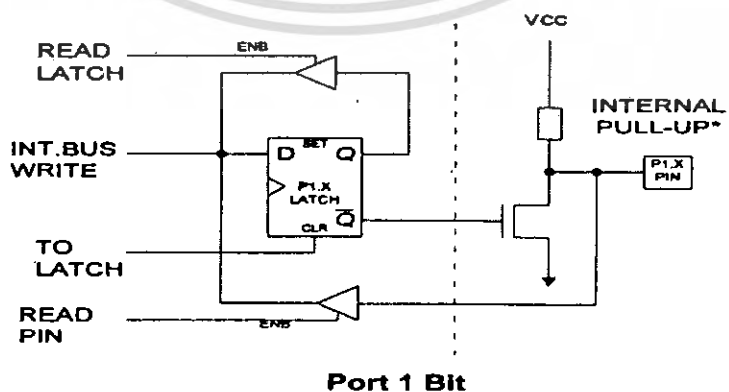 VCC
READ
LATCH
ENB
INTERNAL
PULL-UP*
INT.BUS
WRITE
D
SET
Q
P1.X
LATCH
Q̅
CLR
P1.X
PIN
TO
LATCH
READ
PIN
ENB
Port 1 Bit